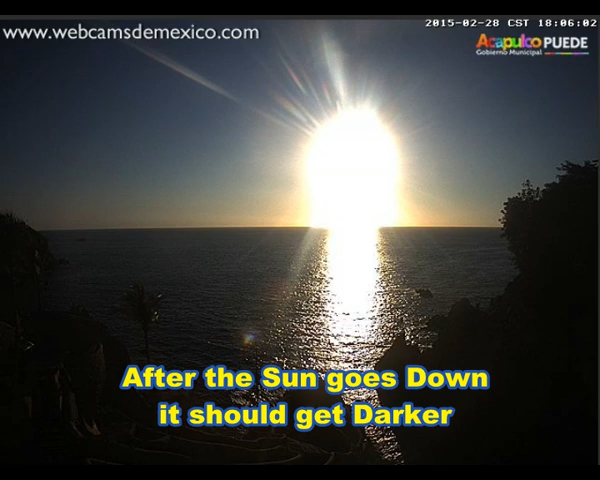 2015-02-28 CST 18:06:02
www.webcamsdemexico.com
Acapulco PUEDE
Gobierno Municipal
After the Sun goes Down
it should get Darker